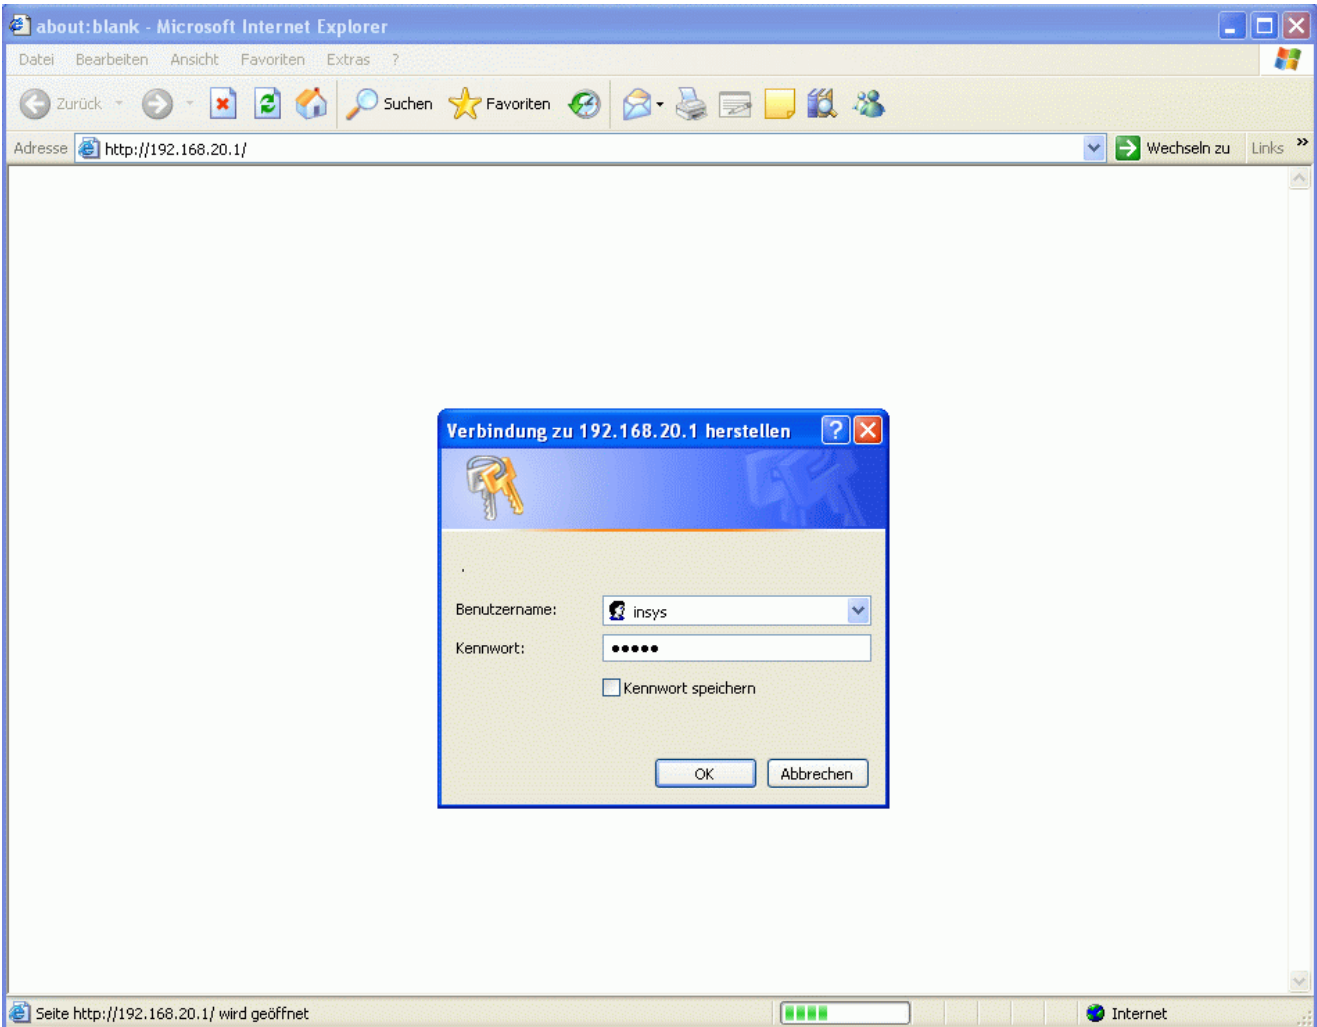 about:blank - Microsoft Internet Explorer
Datei Bearbeiten Ansicht Favoriten Extras ?
Zurück Suchen Favoriten
Adresse http://192.168.20.1/ Wechseln zu Links »
Verbindung zu 192.168.20.1 herstellen ?
.
Benutzername: insys
Kennwort: •••••
Kennwort speichern
OK Abbrechen
Seite http://192.168.20.1/ wird geöffnet Internet